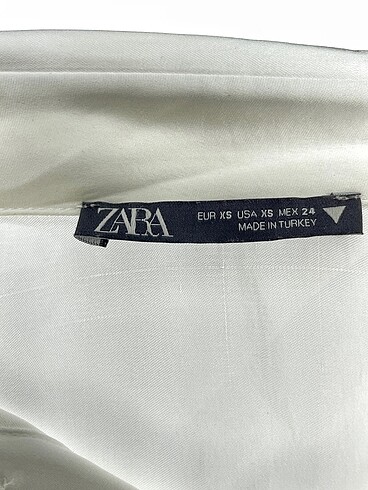 ZARA
EUR XS USA XS MEX 24
MADE IN TURKEY